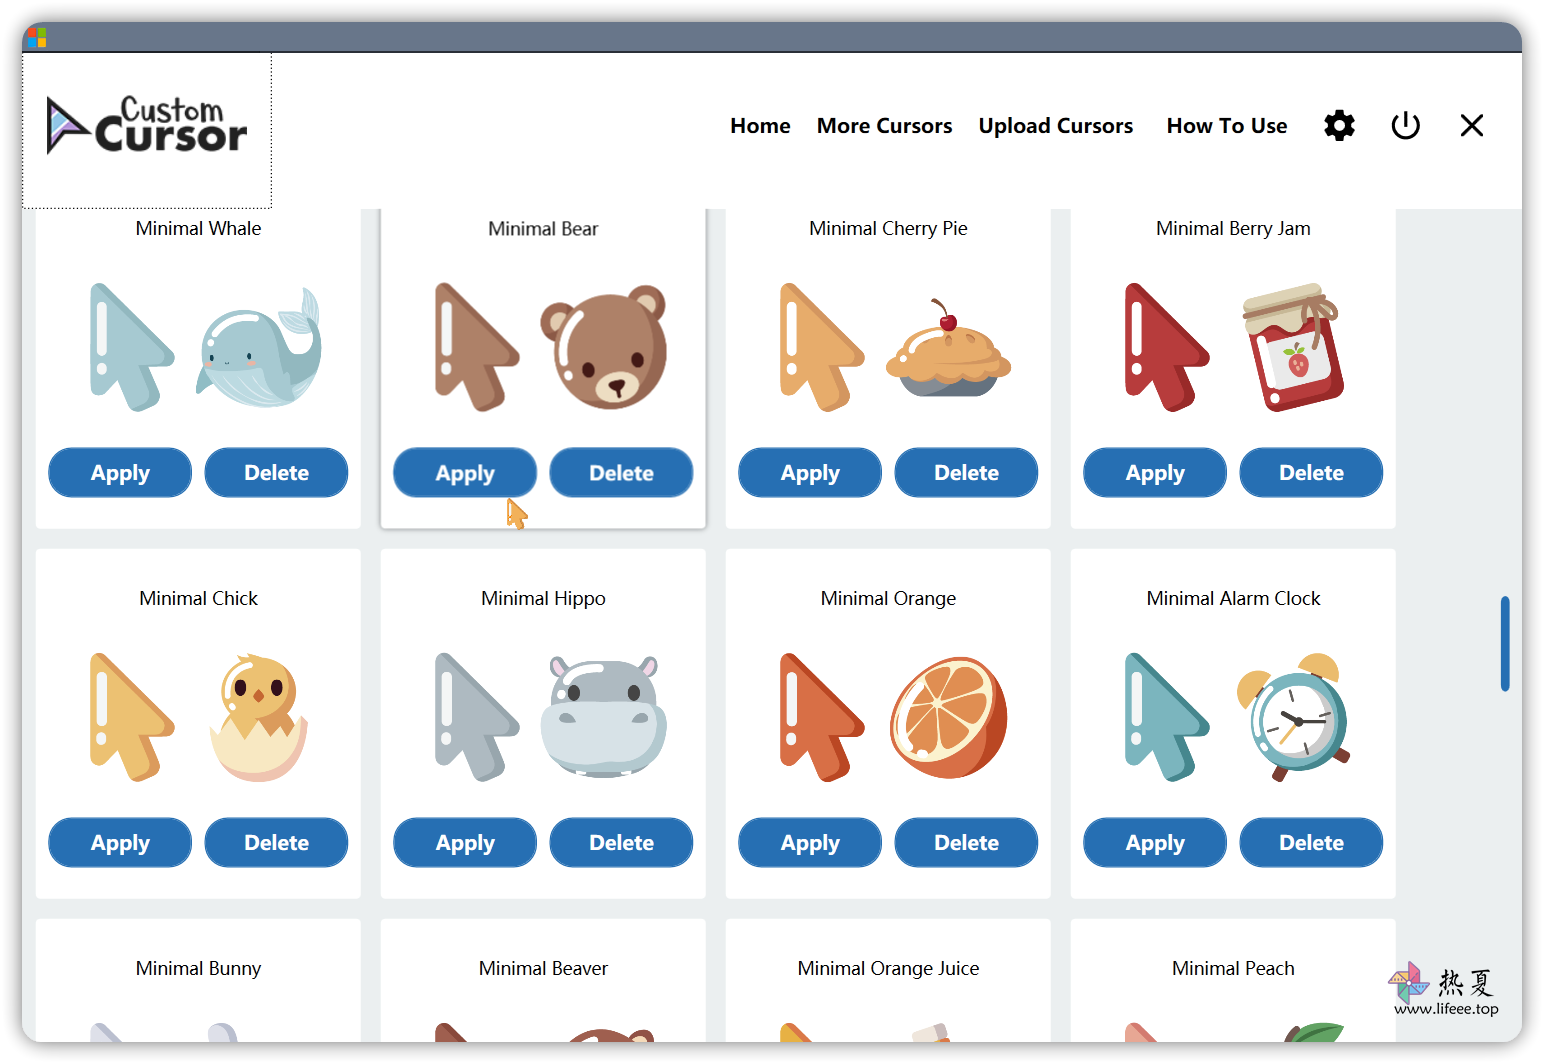 Custom
Cursor
Home More Cursors Upload Cursors How To Use
Minimal Whale Minimal Bear Minimal Cherry Pie Minimal Berry Jam
Apply Delete Apply Delete Apply Delete Apply Delete
Minimal Chick Minimal Hippo Minimal Orange Minimal Alarm Clock
Apply Delete Apply Delete Apply Delete Apply Delete
Minimal Bunny Minimal Beaver Minimal Orange Juice Minimal Peach
热夏
www.lifeee.top